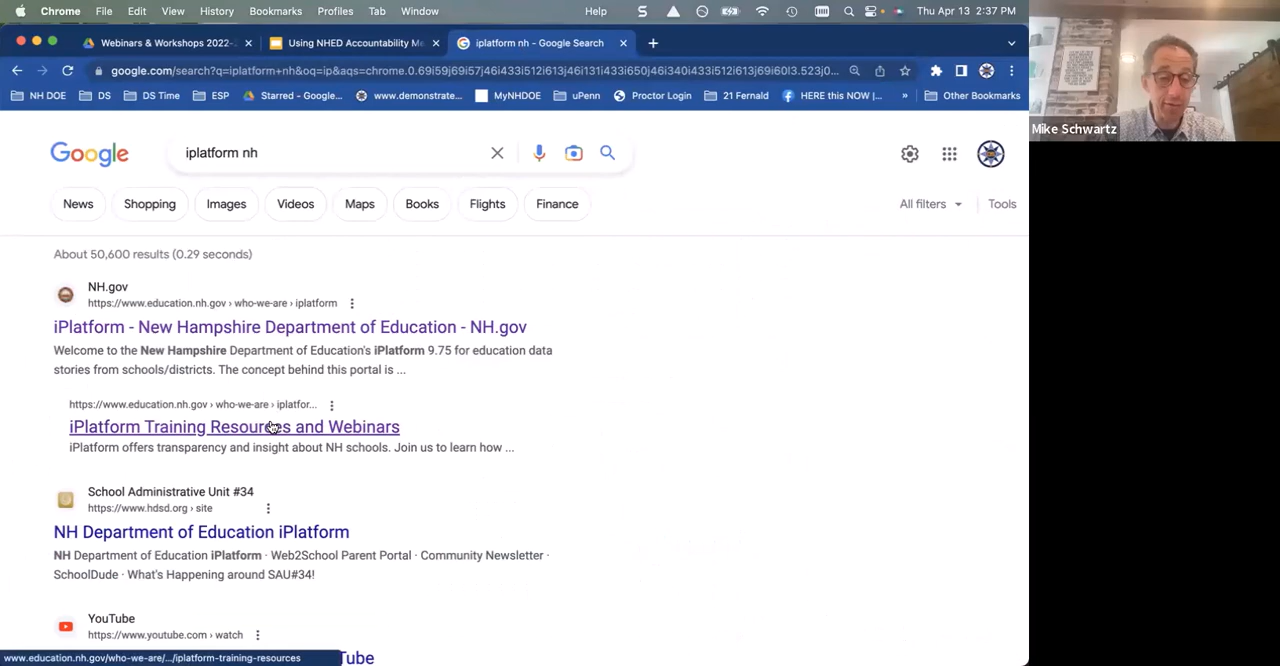 Chrome File Edit View History Bookmarks Profiles Tab Window Help Thu Apr 13 2:37 PM
Webinars & Workshops 2022-
Using NHED Accountability Me
iplatform nh - Google Search
google.com/search?q=iplatform+nh&oq=ip&aqs=chrome.0.69i59j69i57j46i433i512i613j46i131i433i650j46i340i433i512i613j69i60l3.523j0...
NH DOE DS DS Time ESP Starred - Google... www.demonstrate... MyNHDOE uPenn Proctor Login 21 Fernald HERE this NOW |... » Other Bookmarks
Mike Schwartz
Google
iplatform nh
News Shopping Images Videos Maps Books Flights Finance All filters Tools
About 50,600 results (0.29 seconds)
NH.gov
https://www.education.nh.gov › who-we-are › iplatform
iPlatform - New Hampshire Department of Education - NH.gov
Welcome to the New Hampshire Department of Education's iPlatform 9.75 for education data
stories from schools/districts. The concept behind this portal is ...
https://www.education.nh.gov › who-we-are › iplatfor...
iPlatform Training Resources and Webinars
iPlatform offers transparency and insight about NH schools. Join us to learn how ...
School Administrative Unit #34
https://www.hdsd.org › site
NH Department of Education iPlatform
NH Department of Education iPlatform · Web2School Parent Portal · Community Newsletter ·
SchoolDude · What's Happening around SAU#34!
YouTube
https://www.youtube.com › watch
www.education.nh.gov/who-we-are/.../iplatform-training-resources
Tube